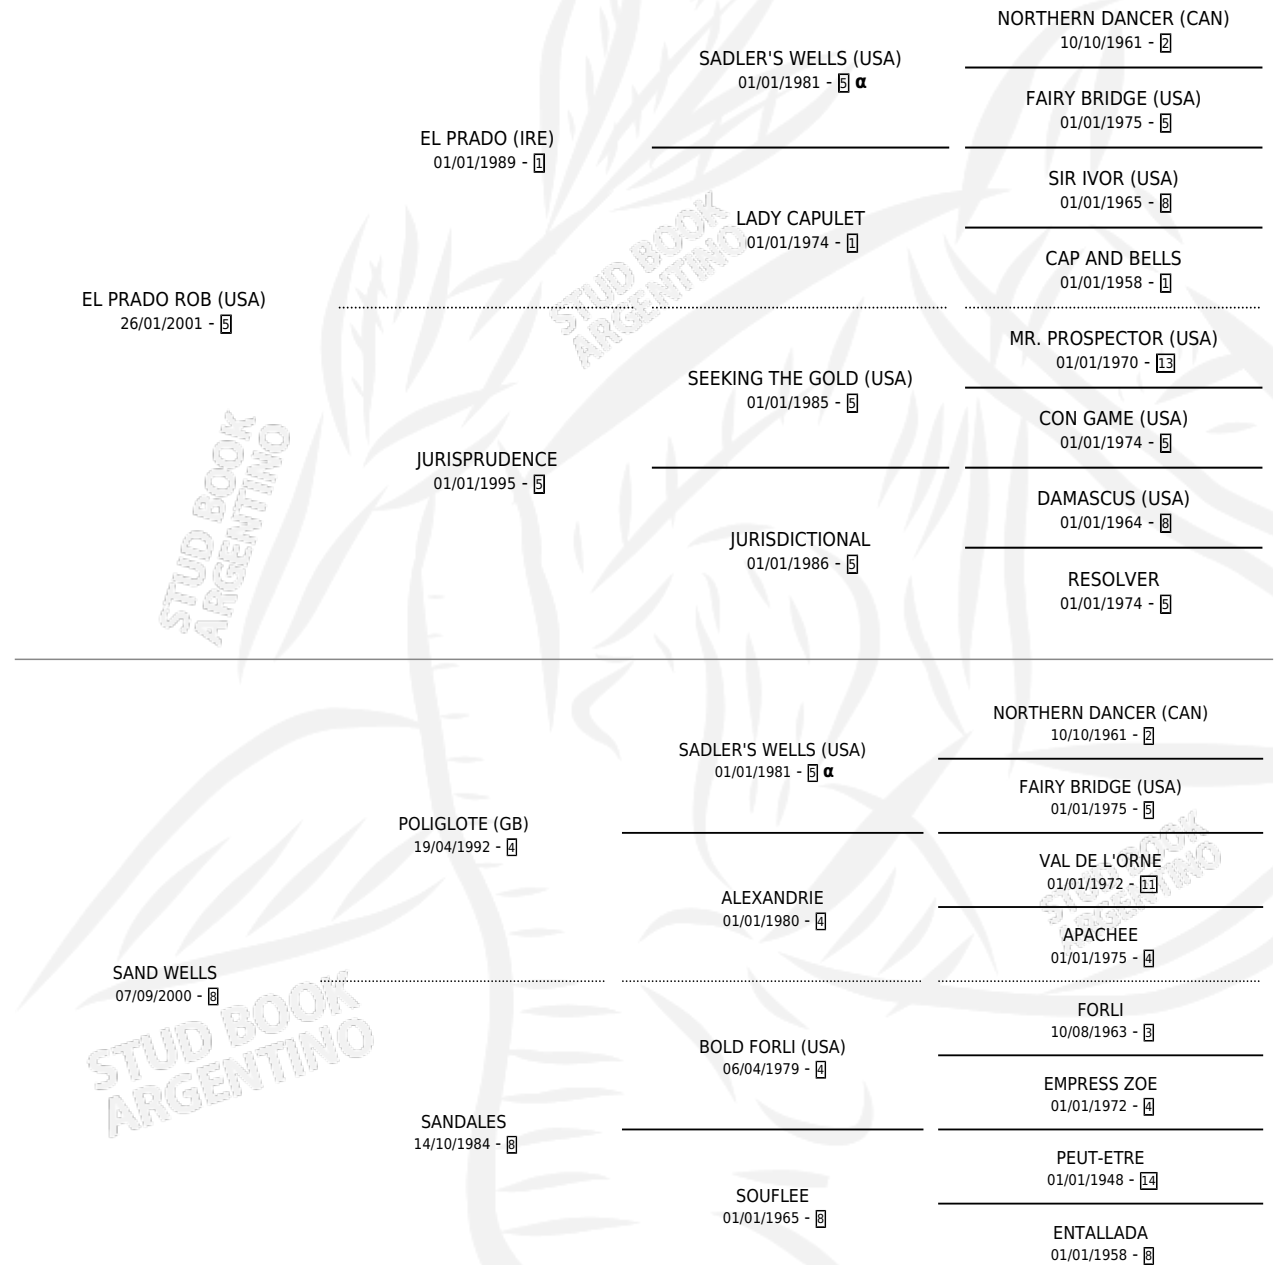 NORTHERN DANCER (CAN)
10/10/1961 - 2
SADLER'S WELLS (USA)
01/01/1981 - 5 α
FAIRY BRIDGE (USA)
01/01/1975 - 5
EL PRADO (IRE)
01/01/1989 - 1
SIR IVOR (USA)
01/01/1965 - 8
LADY CAPULET
01/01/1974 - 1
CAP AND BELLS
01/01/1958 - 1
EL PRADO ROB (USA)
26/01/2001 - 5
STUD BOOK
ARGENTINO
MR. PROSPECTOR (USA)
01/01/1970 - 13
SEEKING THE GOLD (USA)
01/01/1985 - 5
CON GAME (USA)
01/01/1974 - 5
JURISPRUDENCE
01/01/1995 - 5
STUD BOOK
ARGENTINO
DAMASCUS (USA)
01/01/1964 - 8
JURISDICTIONAL
01/01/1986 - 5
RESOLVER
01/01/1974 - 5
NORTHERN DANCER (CAN)
10/10/1961 - 2
SADLER'S WELLS (USA)
01/01/1981 - 5 α
FAIRY BRIDGE (USA)
01/01/1975 - 5
POLIGLOTE (GB)
19/04/1992 - 4
VAL DE L'ORNE
01/01/1972 - 11
STUD BOOK
ARGENTINO
ALEXANDRIE
01/01/1980 - 4
APACHEE
01/01/1975 - 4
SAND WELLS
07/09/2000 - 8
STUD BOOK
ARGENTINO
FORLI
10/08/1963 - 3
BOLD FORLI (USA)
06/04/1979 - 4
EMPRESS ZOE
01/01/1972 - 4
SANDALES
14/10/1984 - 8
PEUT-ETRE
01/01/1948 - 14
SOUFLEE
01/01/1965 - 8
ENTALLADA
01/01/1958 - 8